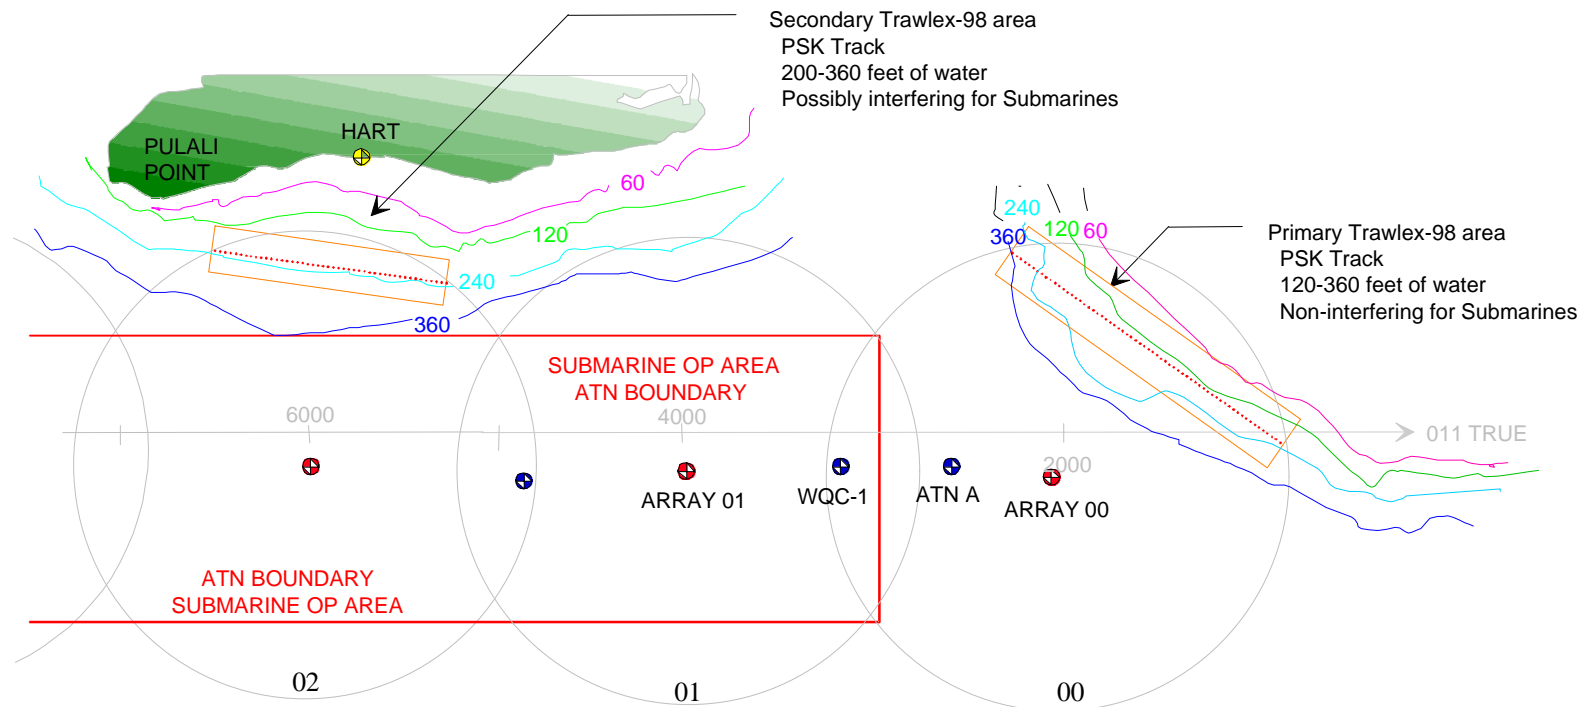 Secondary Trawlex-98 area
PSK Track
200-360 feet of water
Possibly interfering for Submarines
HART
PULALI
POINT
60
120
240
360
240
120
60
360
Primary Trawlex-98 area
PSK Track
120-360 feet of water
Non-interfering for Submarines
SUBMARINE OP AREA
ATN BOUNDARY
6000
4000
2000
011 TRUE
ARRAY 01
WQC-1
ATN A
ARRAY 00
ATN BOUNDARY
SUBMARINE OP AREA
02
01
00